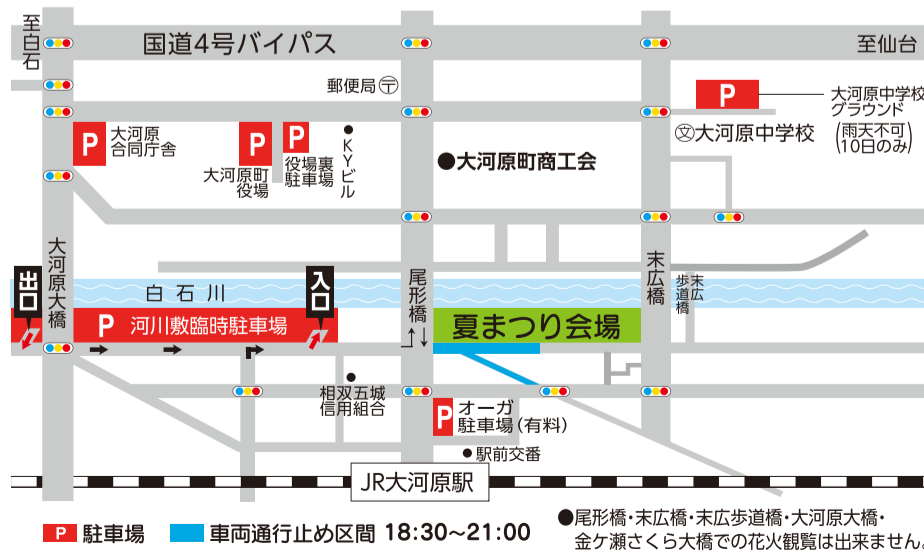 至白石
国道4号バイパス
至仙台
郵便局〒
P
大河原中学校
グラウンド
(雨天不可)
(10日のみ)
P
大河原
合同庁舎
P
大河原町
役場
P
役場裏
駐車場
●KYビル
●大河原町商工会
文大河原中学校
大河原大橋
尾形橋
末広橋
末広
歩道橋
出口
白石川
入口
P 河川敷臨時駐車場
夏まつり会場
相双五城
信用組合
P
オーガ
駐車場(有料)
●駅前交番
JR大河原駅
P 駐車場
車両通行止め区間 18:30~21:00
●尾形橋・末広橋・末広歩道橋・大河原大橋・
金ケ瀬さくら大橋での花火観覧は出来ません。